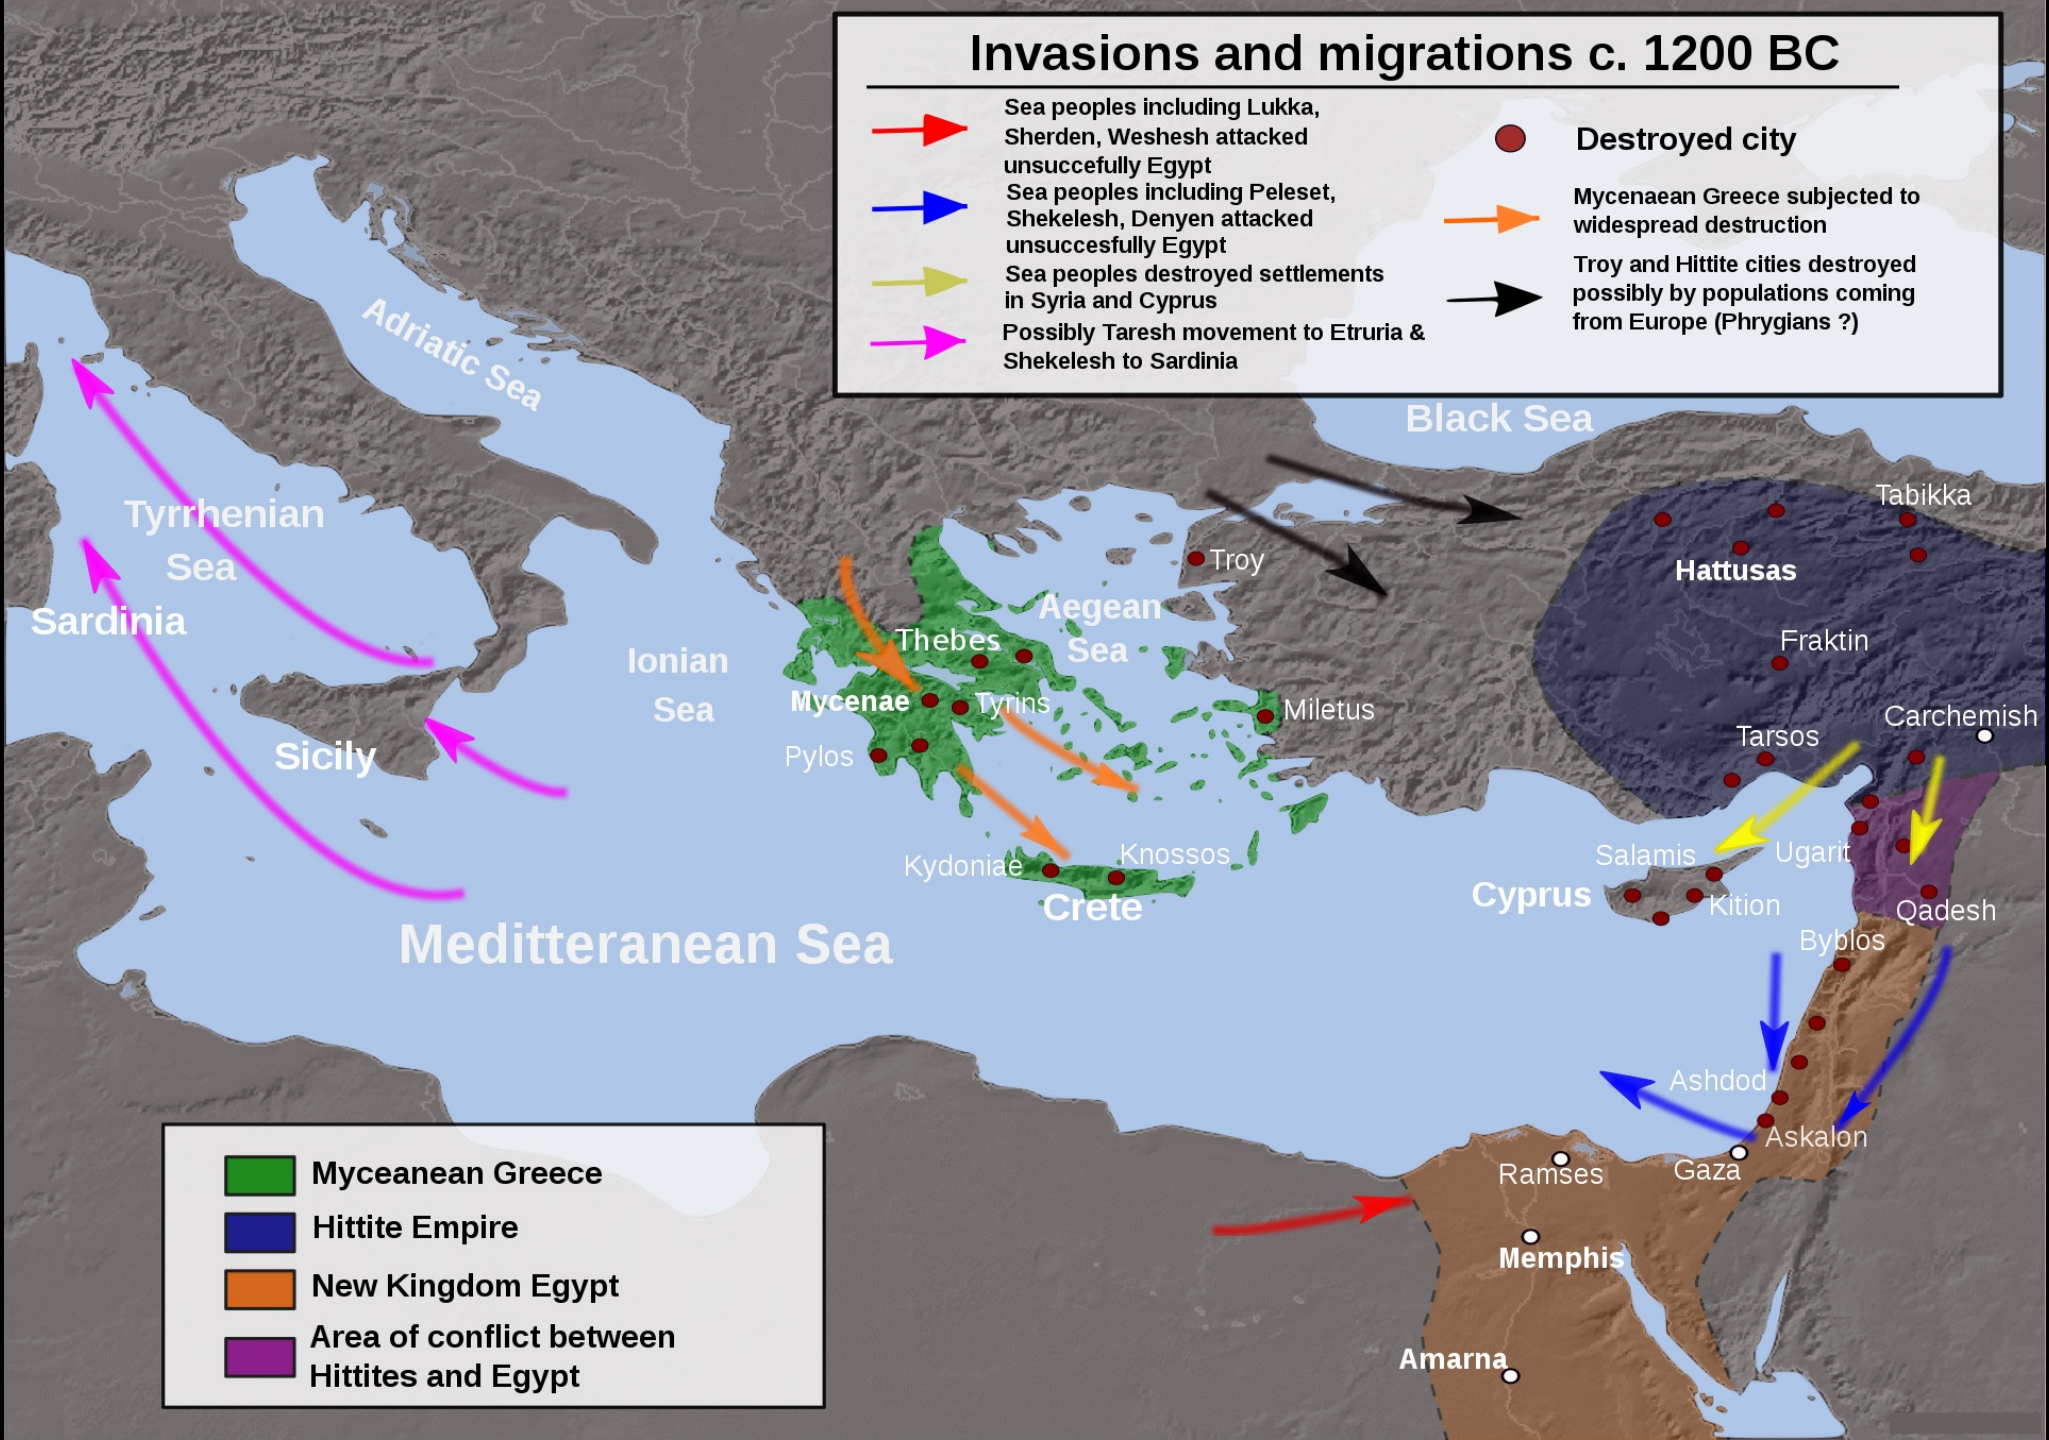 Invasions and migrations c. 1200 BC
Sea peoples including Lukka,
Sherden, Weshesh attacked
unsuccefully Egypt
Sea peoples including Peleset,
Shekelesh, Denyen attacked
unsuccesfully Egypt
Sea peoples destroyed settlements
in Syria and Cyprus
Possibly Taresh movement to Etruria &
Shekelesh to Sardinia
Destroyed city
Mycenaean Greece subjected to
widespread destruction
Troy and Hittite cities destroyed
possibly by populations coming
from Europe (Phrygians ?)
Adriatic Sea
Black Sea
Tyrrhenian
Sea
Sardinia
Sicily
Ionian
Sea
Aegean
Sea
Troy
Thebes
Mycenae
Tyrins
Pylos
Miletus
Kydoniae
Knossos
Crete
Meditteranean Sea
Tabikka
Hattusas
Fraktin
Carchemish
Tarsos
Salamis
Ugarit
Cyprus
Kition
Qadesh
Byblos
Ashdod
Askalon
Gaza
Ramses
Memphis
Amarna
Myceanean Greece
Hittite Empire
New Kingdom Egypt
Area of conflict between
Hittites and Egypt